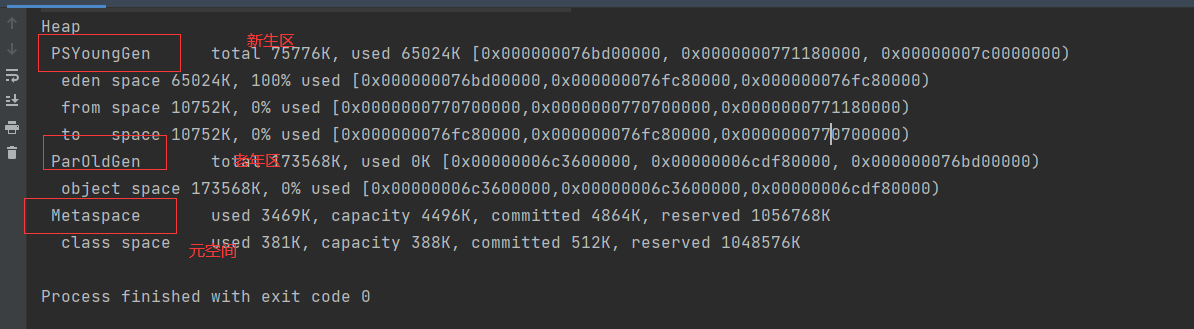 Heap
PSYoungGen total 75776K, used 65024K [0x000000076bd00000, 0x0000000771180000, 0x00000007c0000000)
新生区
eden space 65024K, 100% used [0x000000076bd00000,0x000000076fc80000,0x000000076fc80000)
from space 10752K, 0% used [0x0000000770700000,0x0000000770700000,0x0000000771180000)
to space 10752K, 0% used [0x000000076fc80000,0x000000076fc80000,0x0000000770700000)
ParOldGen total 173568K, used 0K [0x00000006c3600000, 0x00000006cdf80000, 0x000000076bd00000)
老年区
object space 173568K, 0% used [0x00000006c3600000,0x00000006c3600000,0x00000006cdf80000)
Metaspace used 3469K, capacity 4496K, committed 4864K, reserved 1056768K
class space used 381K, capacity 388K, committed 512K, reserved 1048576K
元空间
Process finished with exit code 0